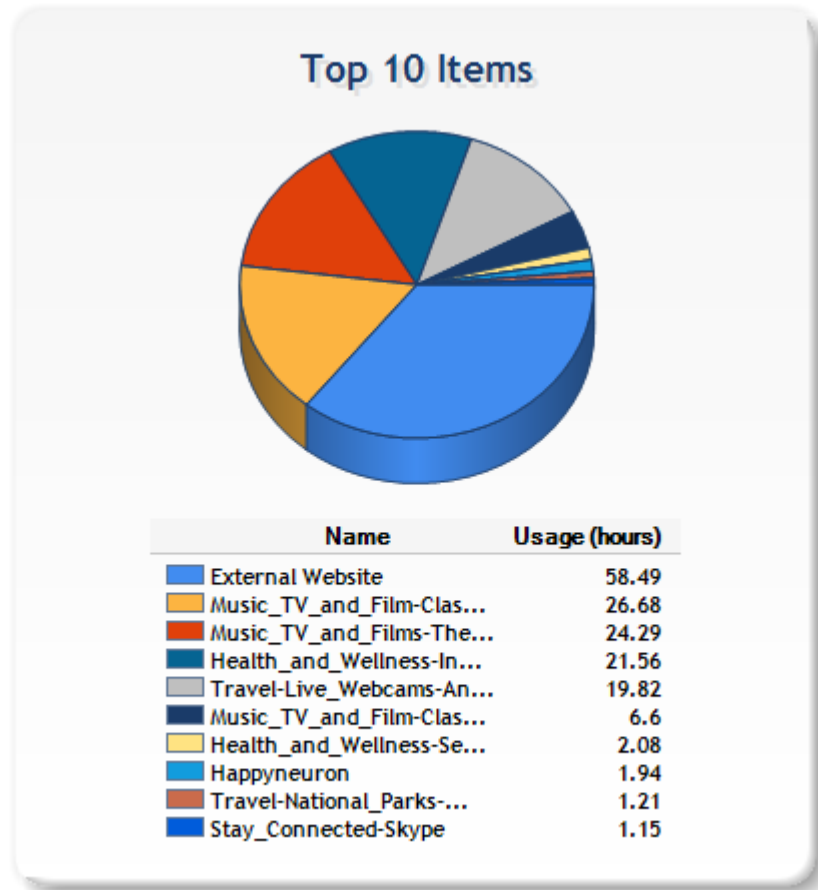 Top 10 Items
Name Usage (hours)
External Website 58.49
Music_TV_and_Film-Clas... 26.68
Music_TV_and_Films-The... 24.29
Health_and_Wellness-In... 21.56
Travel-Live_Webcams-An... 19.82
Music_TV_and_Film-Clas... 6.6
Health_and_Wellness-Se... 2.08
Happyneuron 1.94
Travel-National_Parks-... 1.21
Stay_Connected-Skype 1.15